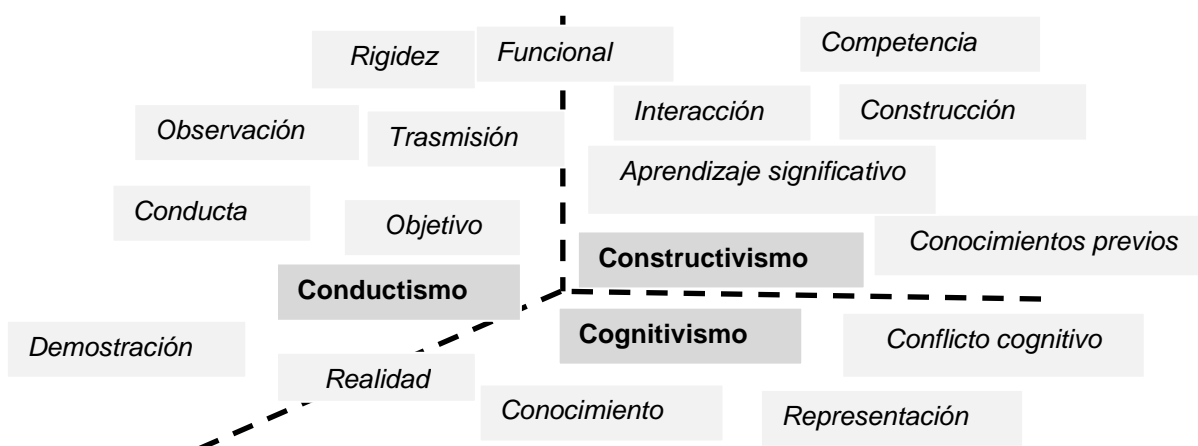 Rigidez
Funcional
Competencia
Observación
Trasmisión
Interacción
Construcción
Aprendizaje significativo
Conducta
Objetivo
Conocimientos previos
Constructivismo
Conductismo
Cognitivismo
Demostración
Conflicto cognitivo
Realidad
Conocimiento
Representación